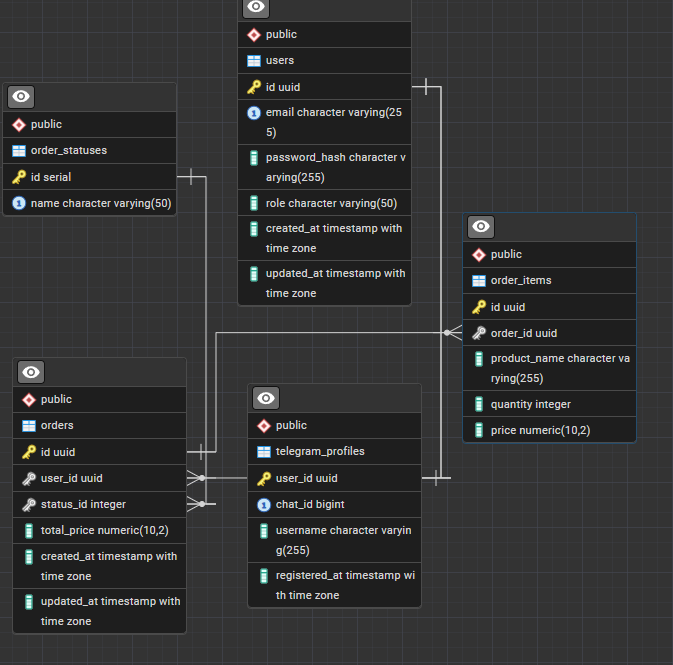 public
users
id uuid
email character varying(25
5)
password_hash character v
arying(255)
role character varying(50)
created_at timestamp with
time zone
updated_at timestamp with
time zone
public
order_statuses
id serial
name character varying(50)
public
order_items
id uuid
order_id uuid
product_name character va
rying(255)
quantity integer
price numeric(10,2)
public
orders
id uuid
user_id uuid
status_id integer
total_price numeric(10,2)
created_at timestamp with
time zone
updated_at timestamp with
time zone
public
telegram_profiles
user_id uuid
chat_id bigint
username character varyin
g(255)
registered_at timestamp wi
th time zone